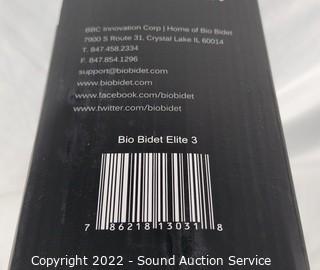 BBC Innovation Corp | Home of Bio Bidet
7900 S Route 31, Crystal Lake IL 60014
T. 847.458.2334
F. 847.854.1296
support@biobidet.com
www.biobidet.com
www.facebook.com/biobidet
www.twitter.com/biobidet
Bio Bidet Elite 3
7 86218 13031 8
Copyright 2022 - Sound Auction Service